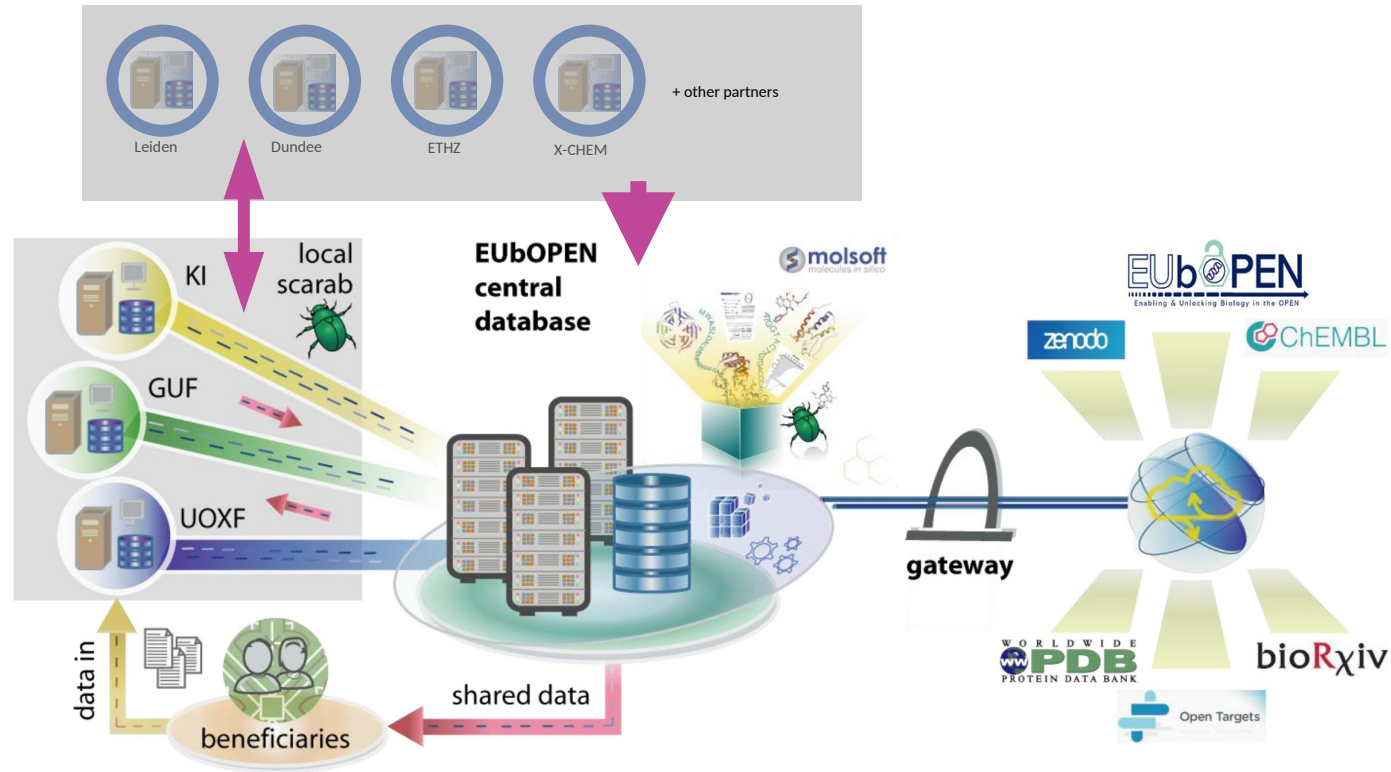 + other partners
Leiden
Dundee
ETHZ
X-CHEM
local
scarab
KI
GUF
UOXF
EUbOPEN
central
database
molsoft
molecules in silico
EUbOPEN
Enabling & Unlocking Biology in the OPEN
zenodo
ChEMBL
gateway
WORLDWIDE
PDB
PROTEIN DATA BANK
bioRχiv
Open Targets
data in
shared data
beneficiaries